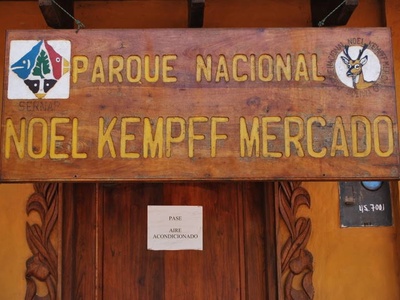 PARQUE NACIONAL
SERNAP
NOEL KEMPFF MERCADO
PASE
AIRE
ACONDICIONADO